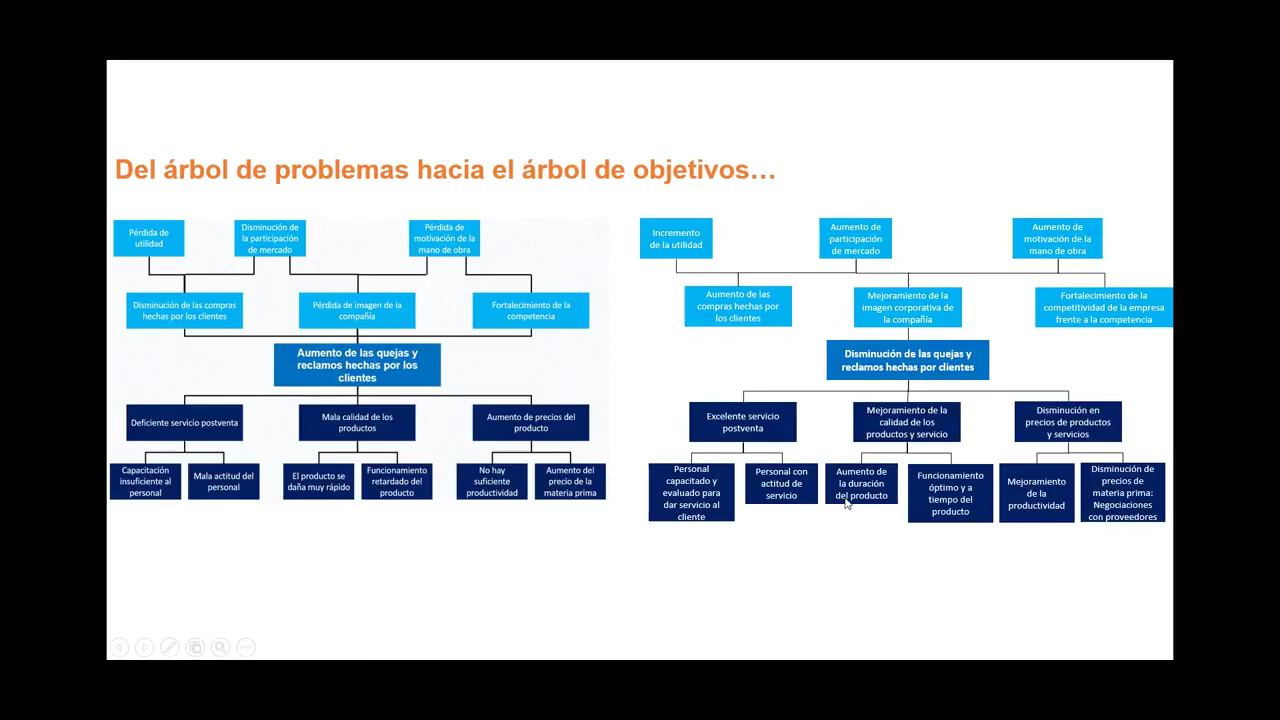 Del árbol de problemas hacia el árbol de objetivos...
Pérdida de
utilidad
Disminución de
la participación
de mercado
Pérdida de
motivación de la
mano de obra
Disminución de las compras
hechas por los clientes
Pérdida de imagen de la
compañía
Fortalecimiento de la
competencia
Aumento de las quejas y
reclamos hechas por los
clientes
Deficiente servicio postventa
Mala calidad de los
productos
Aumento de precios del
producto
Capacitación
insuficiente al
personal
Mala actitud del
personal
El producto se
daña muy rápido
Funcionamiento
retardado del
producto
No hay
suficiente
productividad
Aumento del
precio de la
materia prima
Incremento
de la utilidad
Aumento de
participación
de mercado
Aumento de
motivación de la
mano de obra
Aumento de las
compras hechas por
los clientes
Mejoramiento de la
imagen corporativa de
la compañía
Fortalecimiento de la
competitividad de la empresa
frente a la competencia
Disminución de las quejas y
reclamos hechas por clientes
Excelente servicio
postventa
Mejoramiento de la
calidad de los
productos y servicio
Disminución en
precios de productos
y servicios
Personal
capacitado y
evaluado para
dar servicio al
cliente
Personal con
actitud de
servicio
Aumento de
la duración
del producto
Funcionamiento
óptimo y a
tiempo del
producto
Mejoramiento
de la
productividad
Disminución de
precios de
materia prima:
Negociaciones
con proveedores